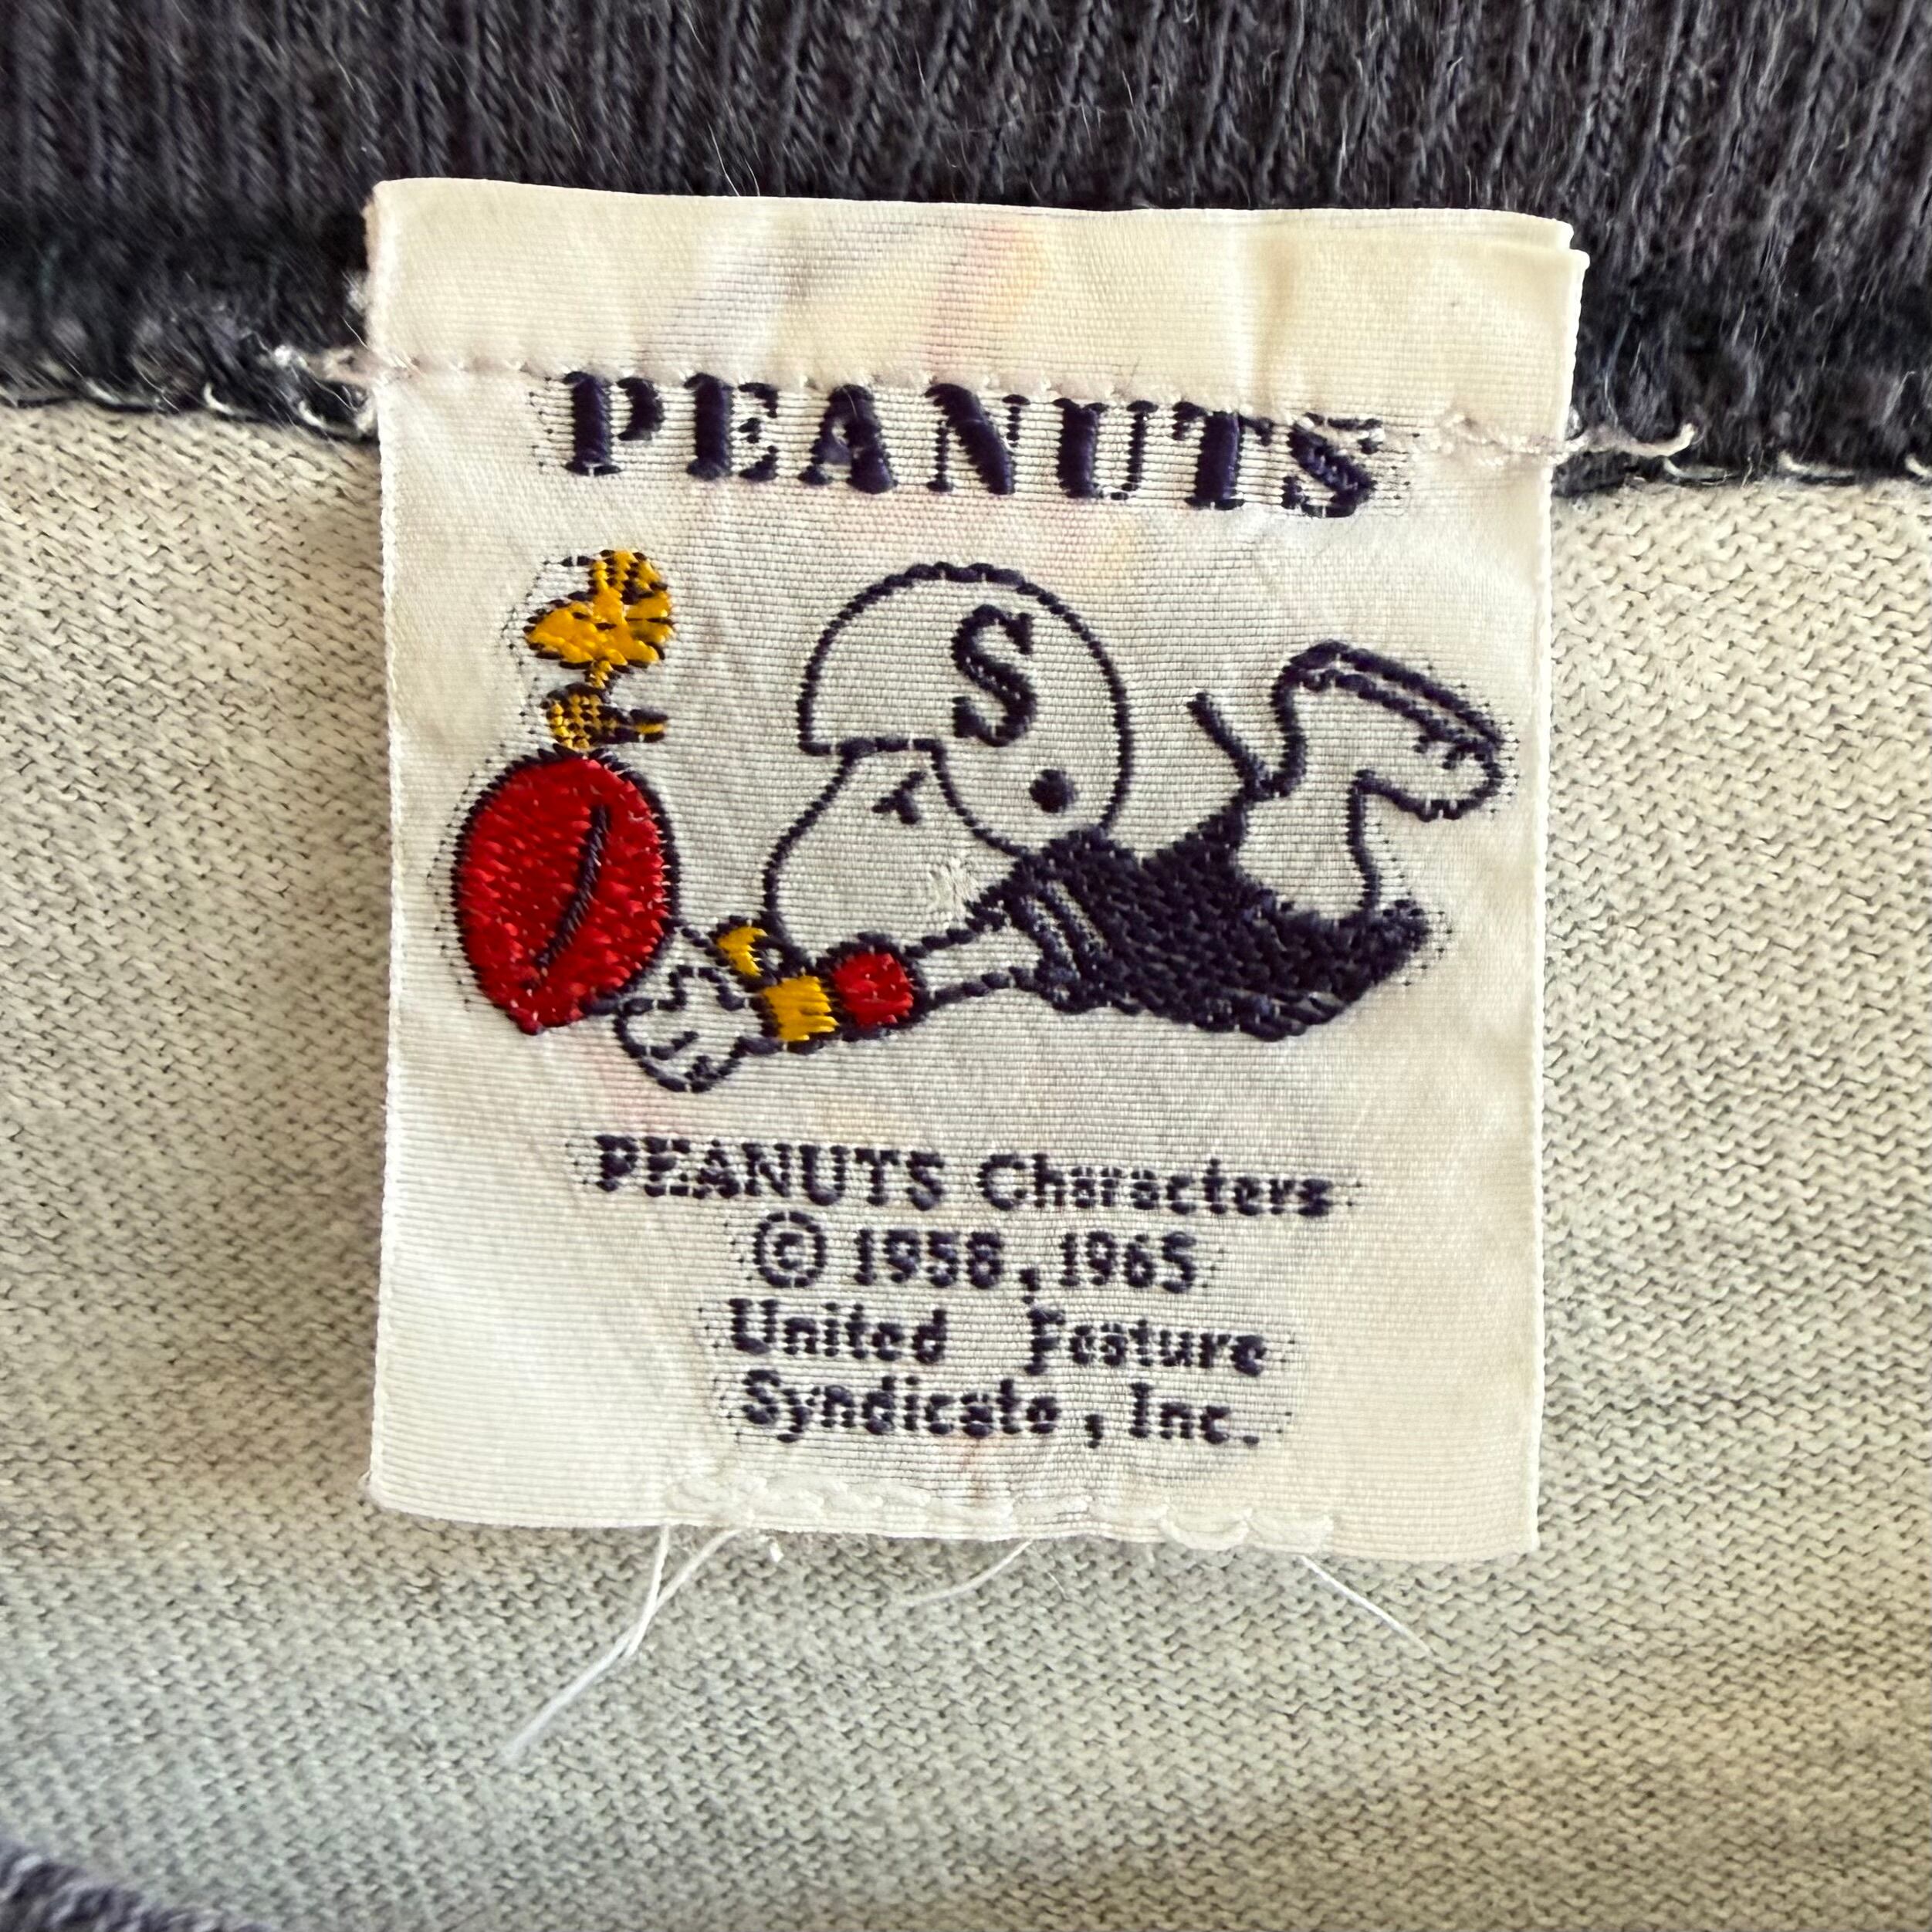 PEANUTS
S
PEANUTS Characters
© 1958, 1965
United Feature
Syndicate, Inc.